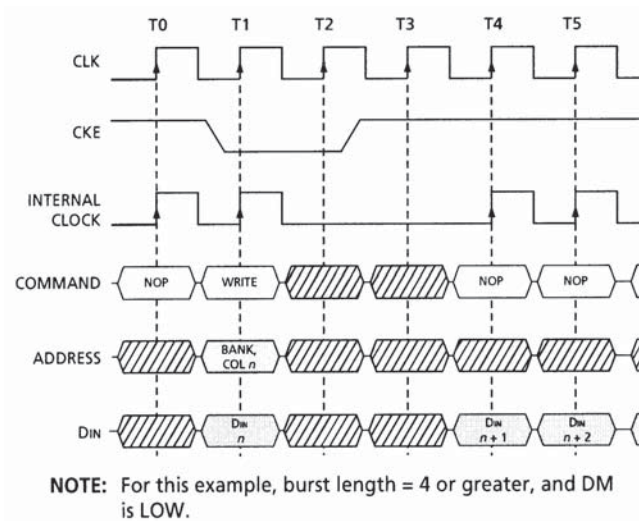 T0 T1 T2 T3 T4 T5
CLK
CKE
INTERNAL
CLOCK
COMMAND NOP WRITE NOP NOP
ADDRESS BANK,
COL n
DIN DIN DIN DIN
n n + 1 n + 2
NOTE: For this example, burst length = 4 or greater, and DM
is LOW.